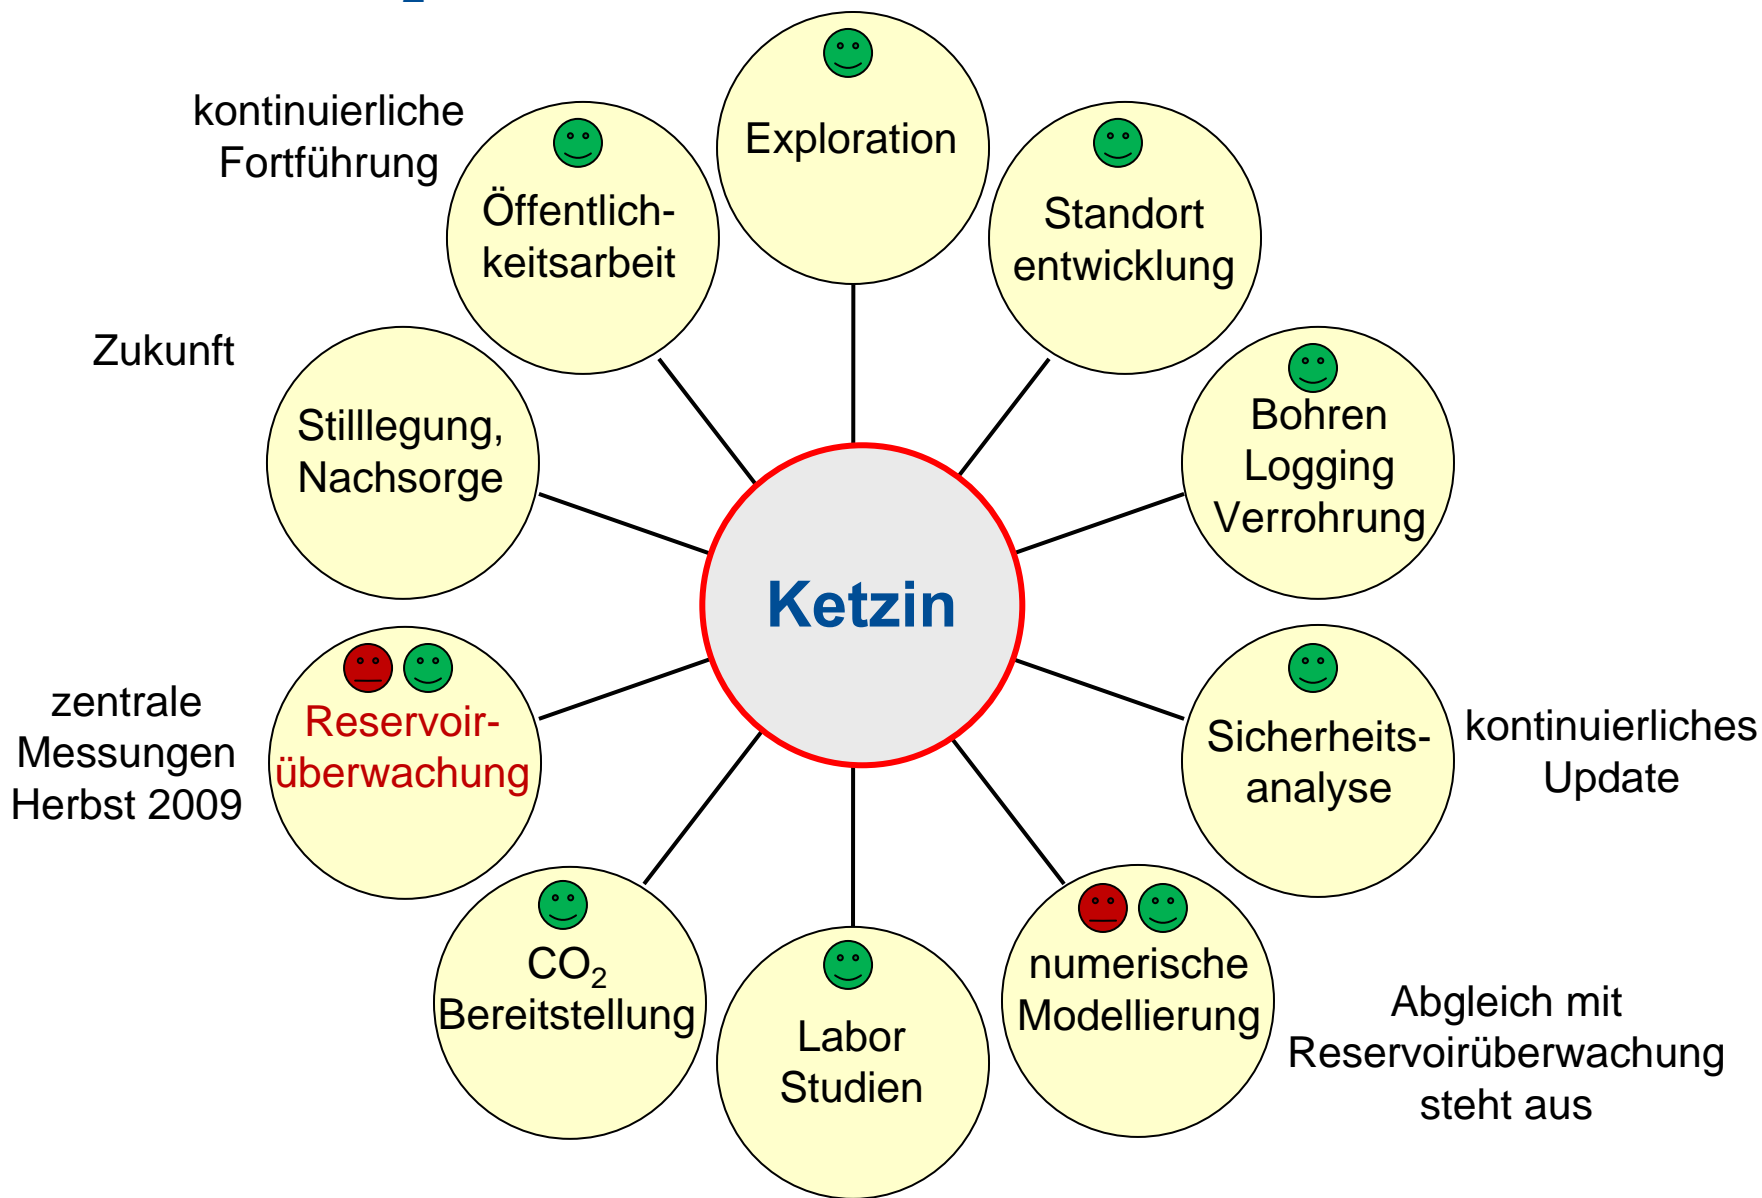 Exploration
kontinuierliche
Fortführung
Öffentlich-
keitsarbeit
Standort
entwicklung
Zukunft
Stilllegung,
Nachsorge
Bohren
Logging
Verrohrung
Ketzin
zentrale
Messungen
Herbst 2009
Reservoir-
überwachung
Sicherheits-
analyse
kontinuierliches
Update
CO₂
Bereitstellung
Labor
Studien
numerische
Modellierung
Abgleich mit
Reservoirüberwachung
steht aus